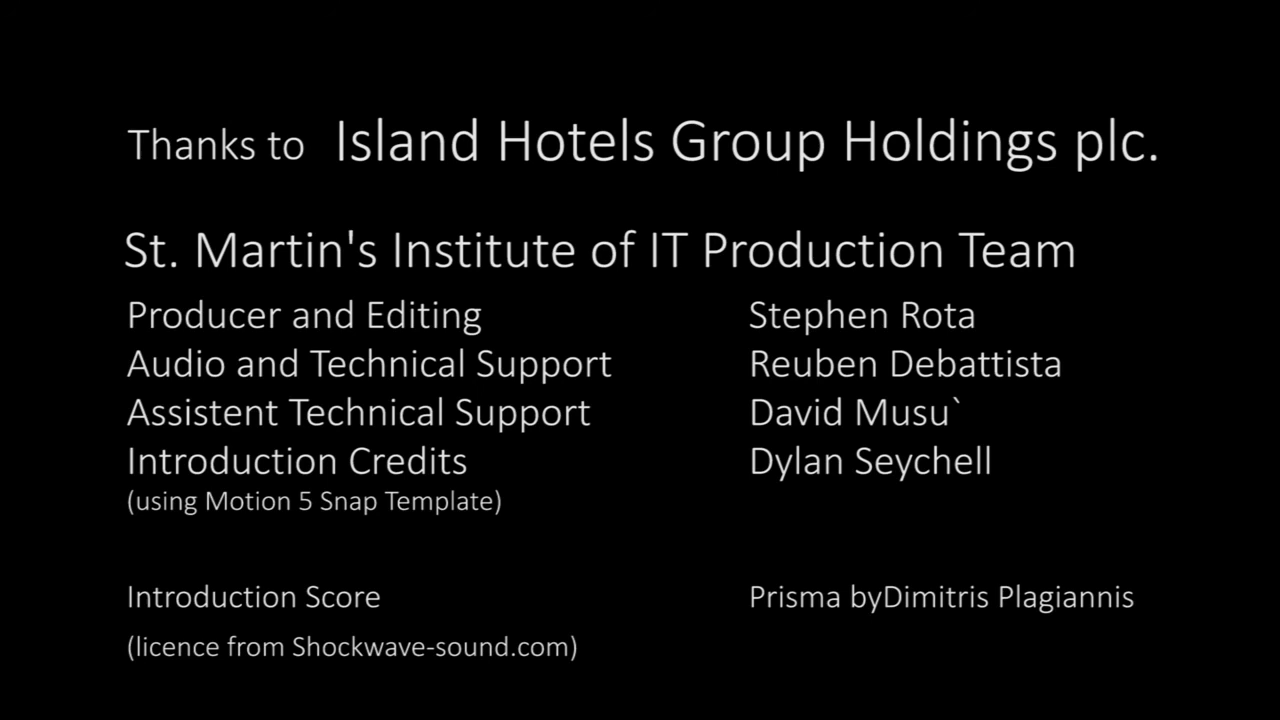 Thanks to Island Hotels Group Holdings plc.
St. Martin's Institute of IT Production Team
Producer and Editing Stephen Rota
Audio and Technical Support Reuben Debattista
Assistent Technical Support David Musu`
Introduction Credits Dylan Seychell
(using Motion 5 Snap Template)
Introduction Score Prisma byDimitris Plagiannis
(licence from Shockwave-sound.com)